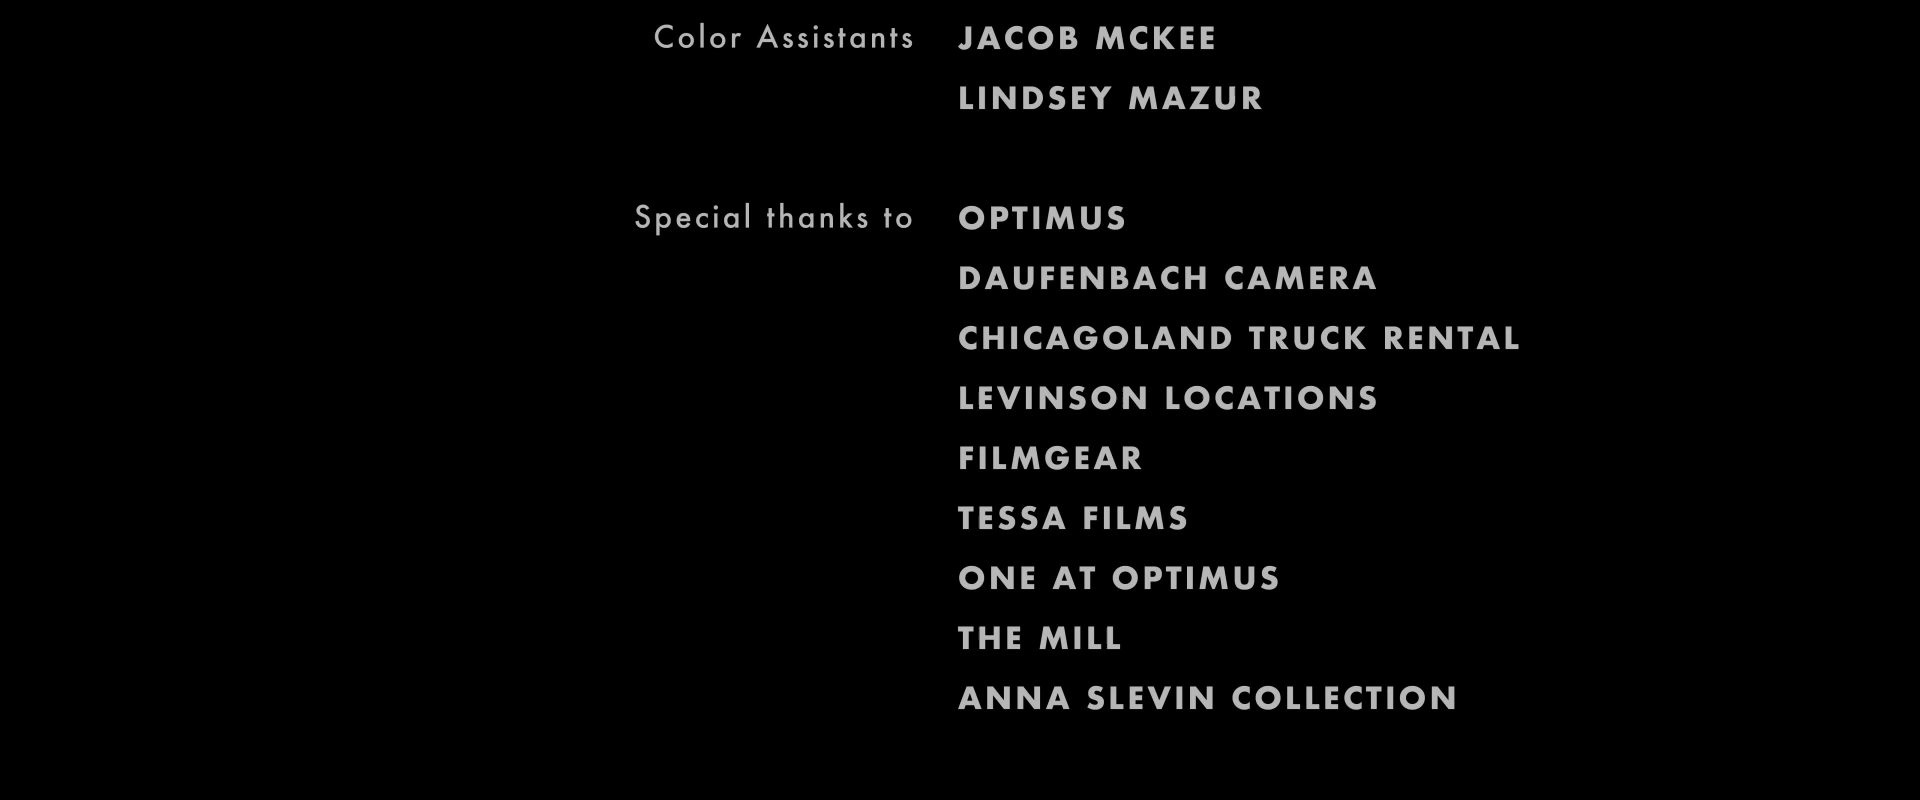 Color Assistants JACOB MCKEE
LINDSEY MAZUR
Special thanks to OPTIMUS
DAUFENBACH CAMERA
CHICAGOLAND TRUCK RENTAL
LEVINSON LOCATIONS
FILMGEAR
TESSA FILMS
ONE AT OPTIMUS
THE MILL
ANNA SLEVIN COLLECTION